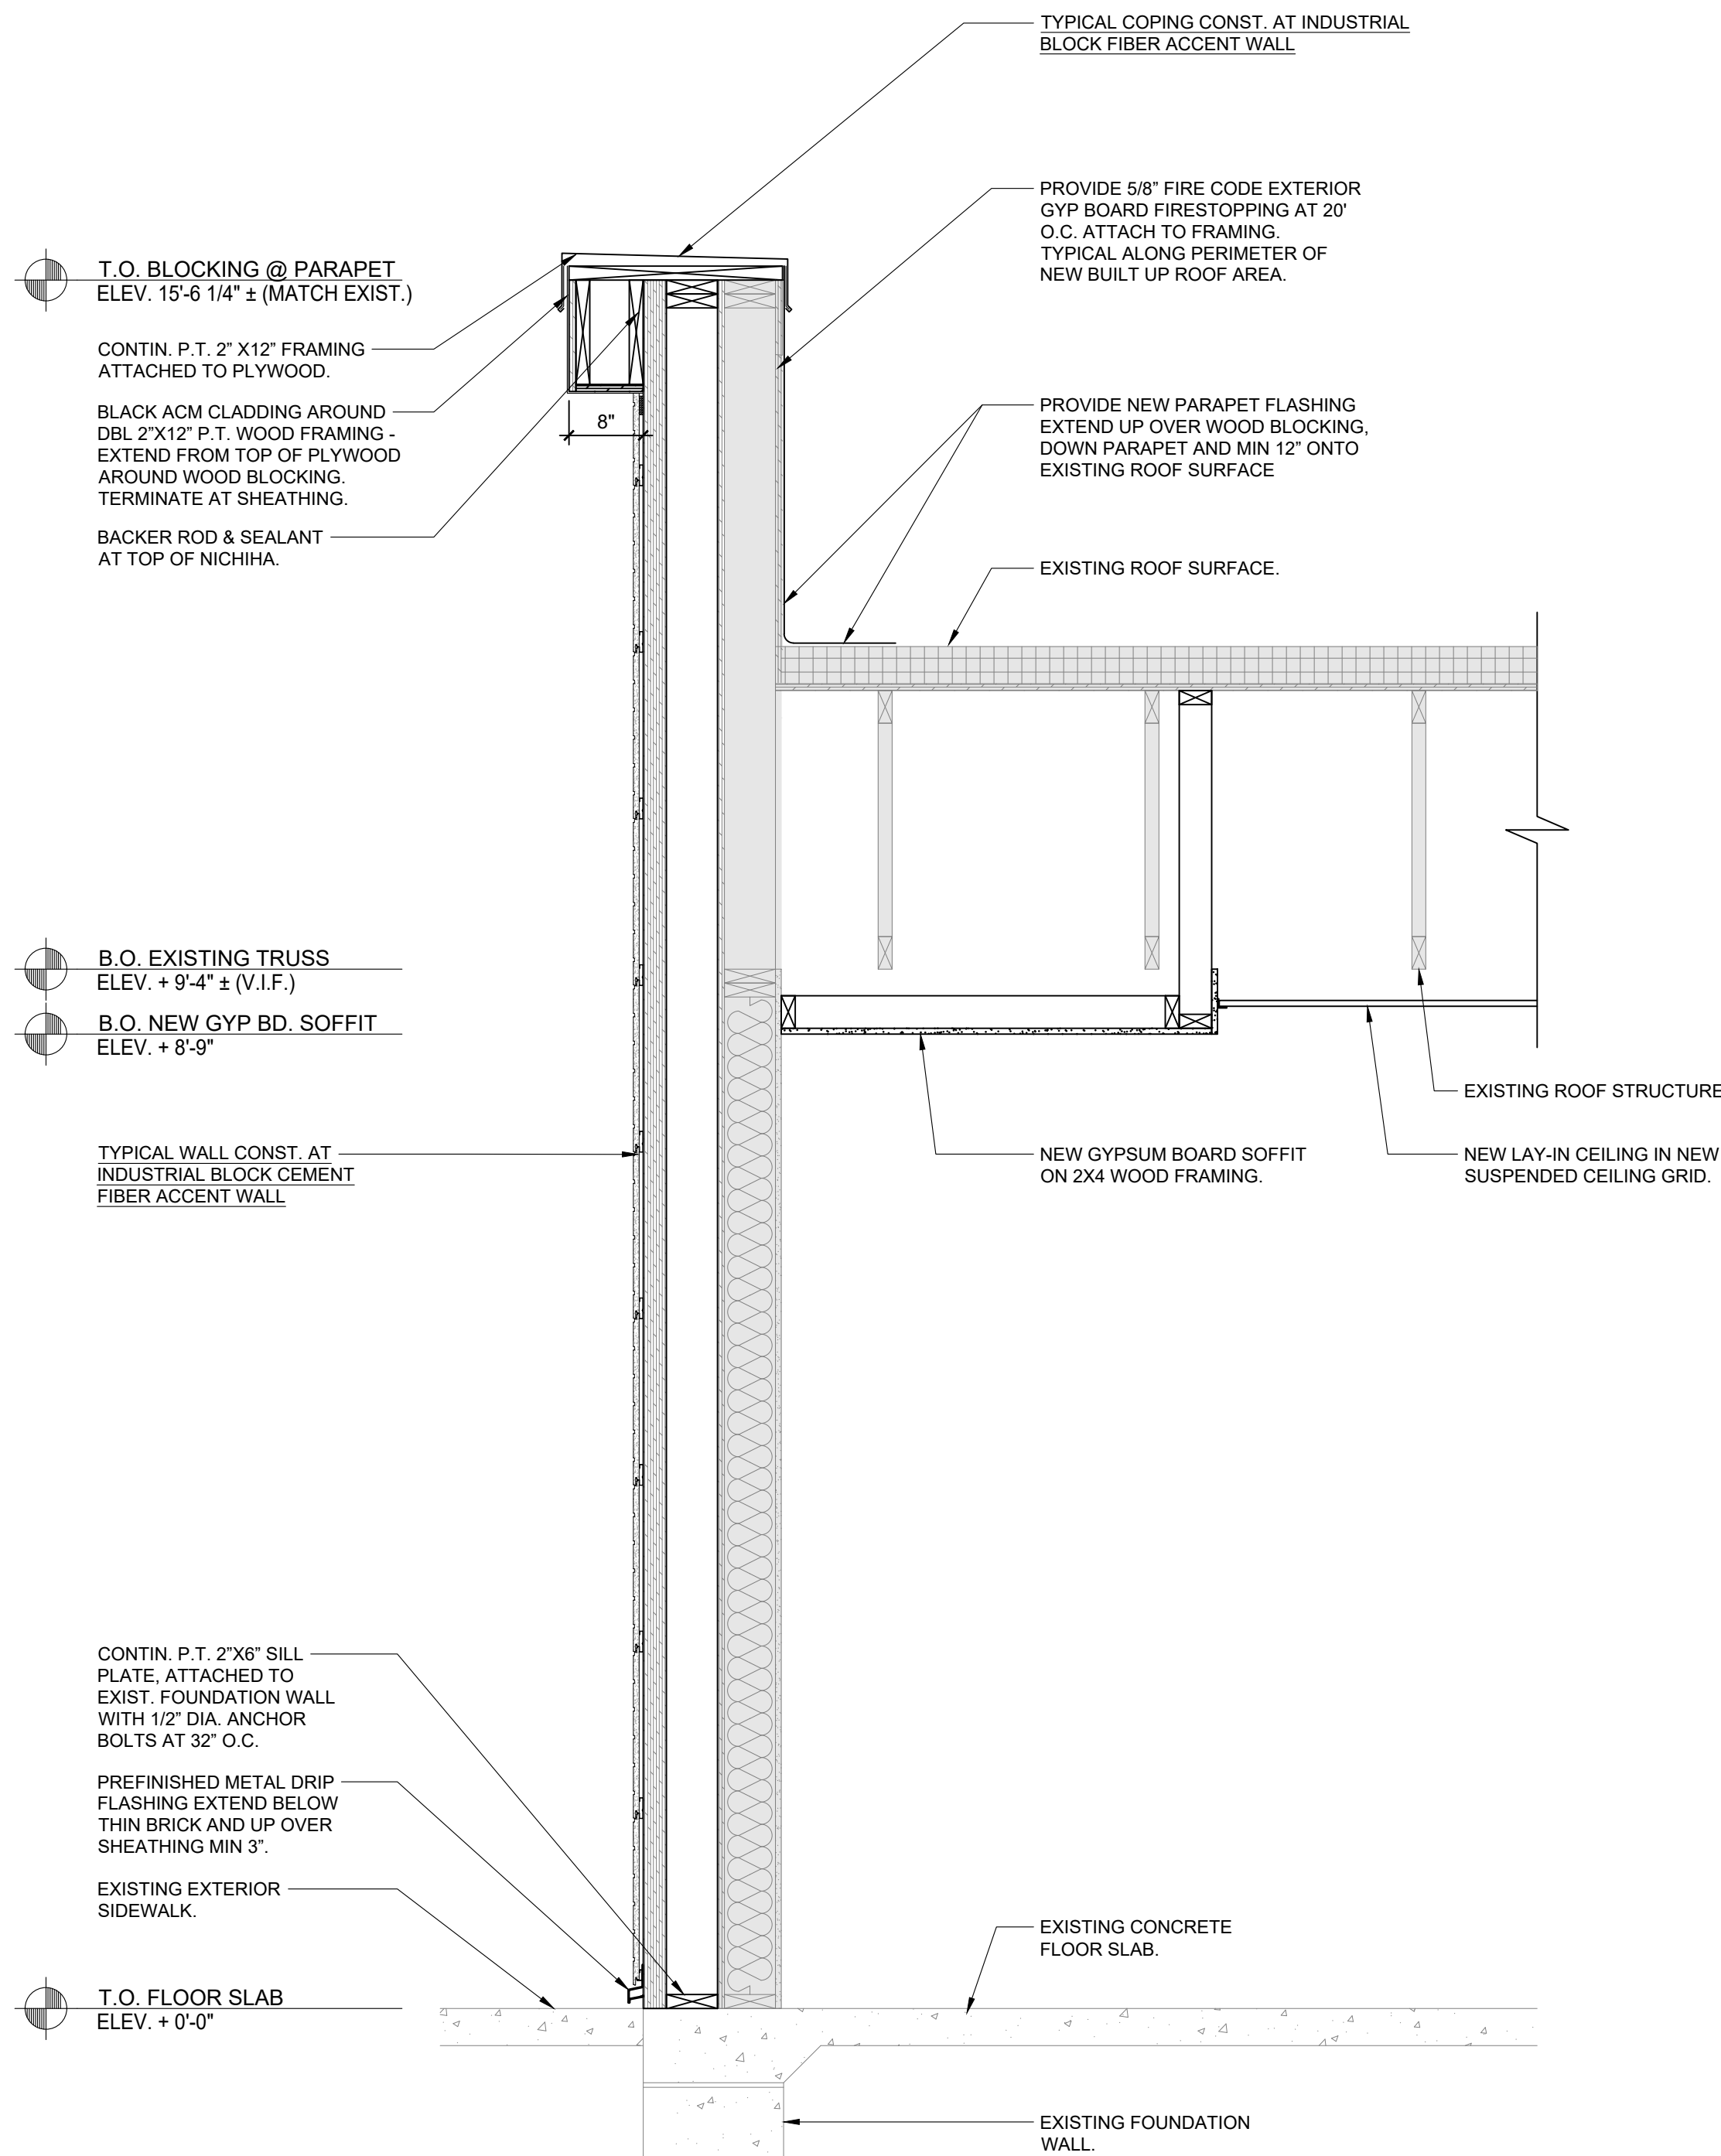 TYPICAL COPING CONST. AT INDUSTRIAL
BLOCK FIBER ACCENT WALL
PROVIDE 5/8” FIRE CODE EXTERIOR
GYP BOARD FIRESTOPPING AT 20'
O.C. ATTACH TO FRAMING.
TYPICAL ALONG PERIMETER OF
NEW BUILT UP ROOF AREA.
T.O. BLOCKING @ PARAPET
ELEV. 15'-6 1/4" ± (MATCH EXIST.)
CONTIN. P.T. 2” X12” FRAMING
ATTACHED TO PLYWOOD.
BLACK ACM CLADDING AROUND
DBL 2”X12” P.T. WOOD FRAMING -
EXTEND FROM TOP OF PLYWOOD
AROUND WOOD BLOCKING.
TERMINATE AT SHEATHING.
8"
PROVIDE NEW PARAPET FLASHING
EXTEND UP OVER WOOD BLOCKING,
DOWN PARAPET AND MIN 12” ONTO
EXISTING ROOF SURFACE
BACKER ROD & SEALANT
AT TOP OF NICHIHA.
EXISTING ROOF SURFACE.
B.O. EXISTING TRUSS
ELEV. + 9'-4" ± (V.I.F.)
B.O. NEW GYP BD. SOFFIT
ELEV. + 8'-9"
EXISTING ROOF STRUCTURE
TYPICAL WALL CONST. AT
INDUSTRIAL BLOCK CEMENT
FIBER ACCENT WALL
NEW GYPSUM BOARD SOFFIT
ON 2X4 WOOD FRAMING.
NEW LAY-IN CEILING IN NEW
SUSPENDED CEILING GRID.
CONTIN. P.T. 2”X6” SILL
PLATE, ATTACHED TO
EXIST. FOUNDATION WALL
WITH 1/2” DIA. ANCHOR
BOLTS AT 32” O.C.
PREFINISHED METAL DRIP
FLASHING EXTEND BELOW
THIN BRICK AND UP OVER
SHEATHING MIN 3”.
EXISTING EXTERIOR
SIDEWALK.
EXISTING CONCRETE
FLOOR SLAB.
T.O. FLOOR SLAB
ELEV. + 0'-0"
EXISTING FOUNDATION
WALL.